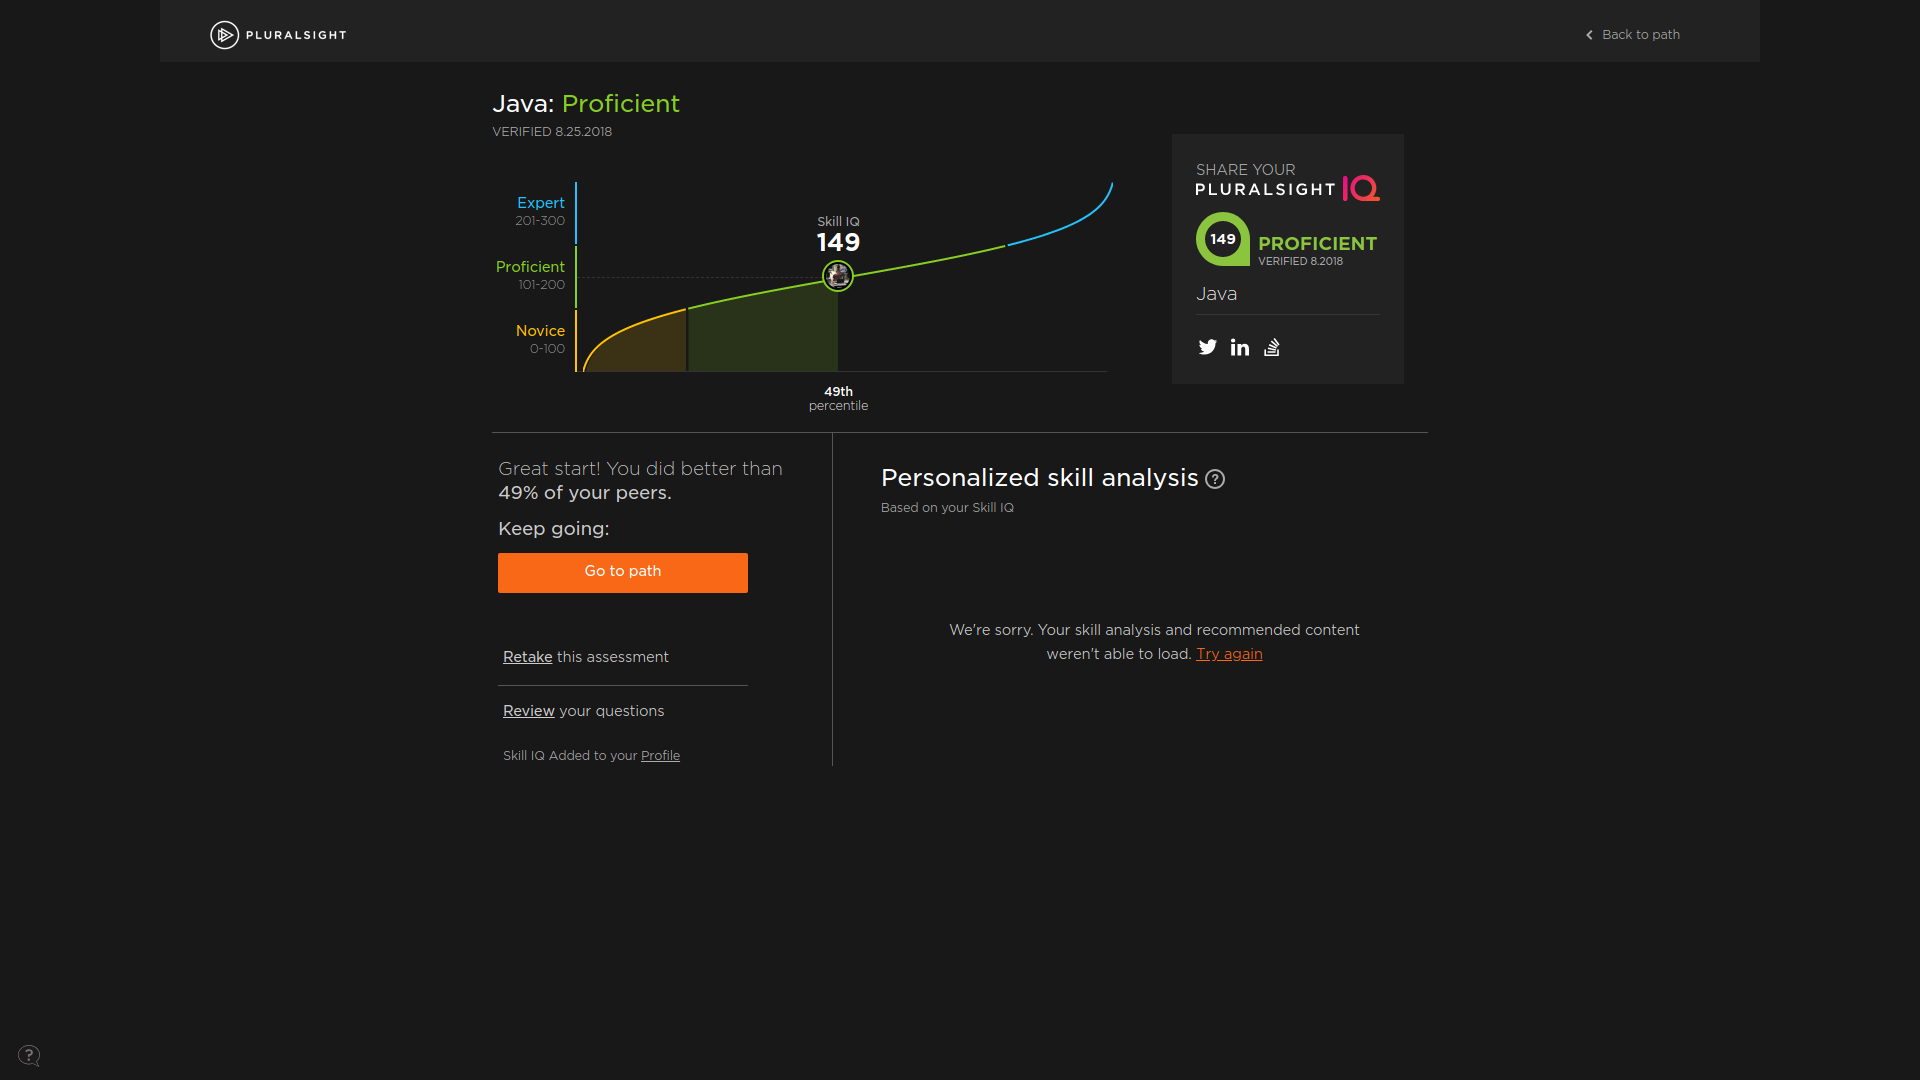 PLURALSIGHT
Back to path
Java: Proficient
VERIFIED 8.25.2018
Expert
201-300
Proficient
101-200
Novice
0-100
Skill IQ
149
49th
percentile
SHARE YOUR
PLURALSIGHT IQ
149
PROFICIENT
VERIFIED 8.2018
Java
Great start! You did better than
49% of your peers.
Keep going:
Go to path
Retake this assessment
Review your questions
Skill IQ Added to your Profile
Personalized skill analysis ?
Based on your Skill IQ
We're sorry. Your skill analysis and recommended content
weren't able to load. Try again
?